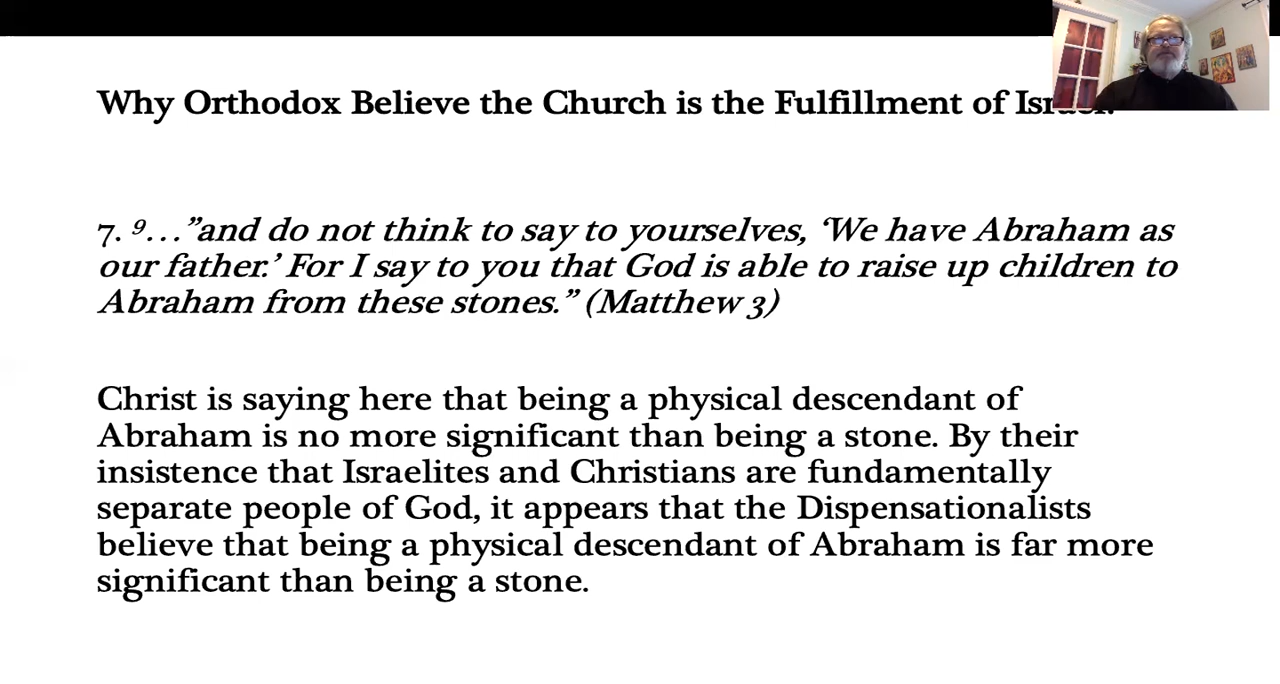 Why Orthodox Believe the Church is the Fulfillment of
7. ⁹…”and do not think to say to yourselves, ‘We have Abraham as
our father.’ For I say to you that God is able to raise up children to
Abraham from these stones.” (Matthew 3)
Christ is saying here that being a physical descendant of
Abraham is no more significant than being a stone. By their
insistence that Israelites and Christians are fundamentally
separate people of God, it appears that the Dispensationalists
believe that being a physical descendant of Abraham is far more
significant than being a stone.